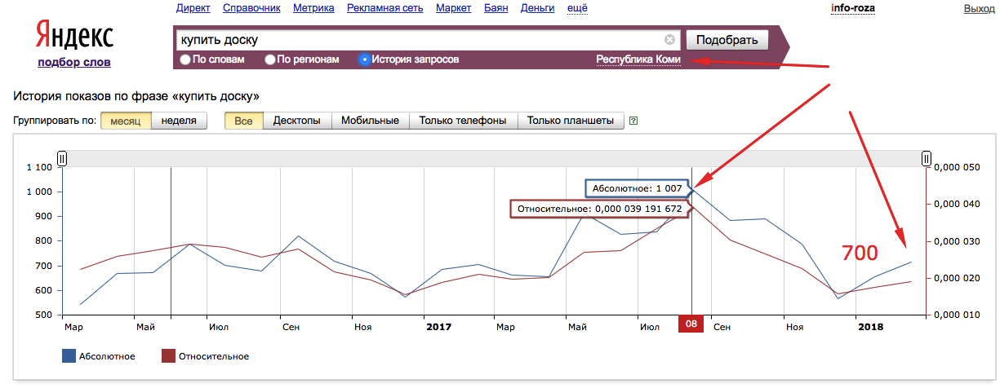 Директ Справочник Метрика Рекламная сеть Маркет Баян Деньги ещё info-roza Выход
Яндекс
подбор слов
купить доску Подобрать
По словам По регионам История запросов Республика Коми
История показов по фразе «купить доску»
Группировать по: месяц неделя Все Десктопы Мобильные Только телефоны Только планшеты ?
1 100 0,000 050
1 000 Абсолютное: 1 007
900 Относительное: 0,000 039 191 672 0,000 040
800 0,000 030
700 700
600 0,000 020
500 0,000 010
Мар Май Июл Сен Ноя 2017 Мар Май Июл 08 Сен Ноя 2018
Абсолютное Относительное